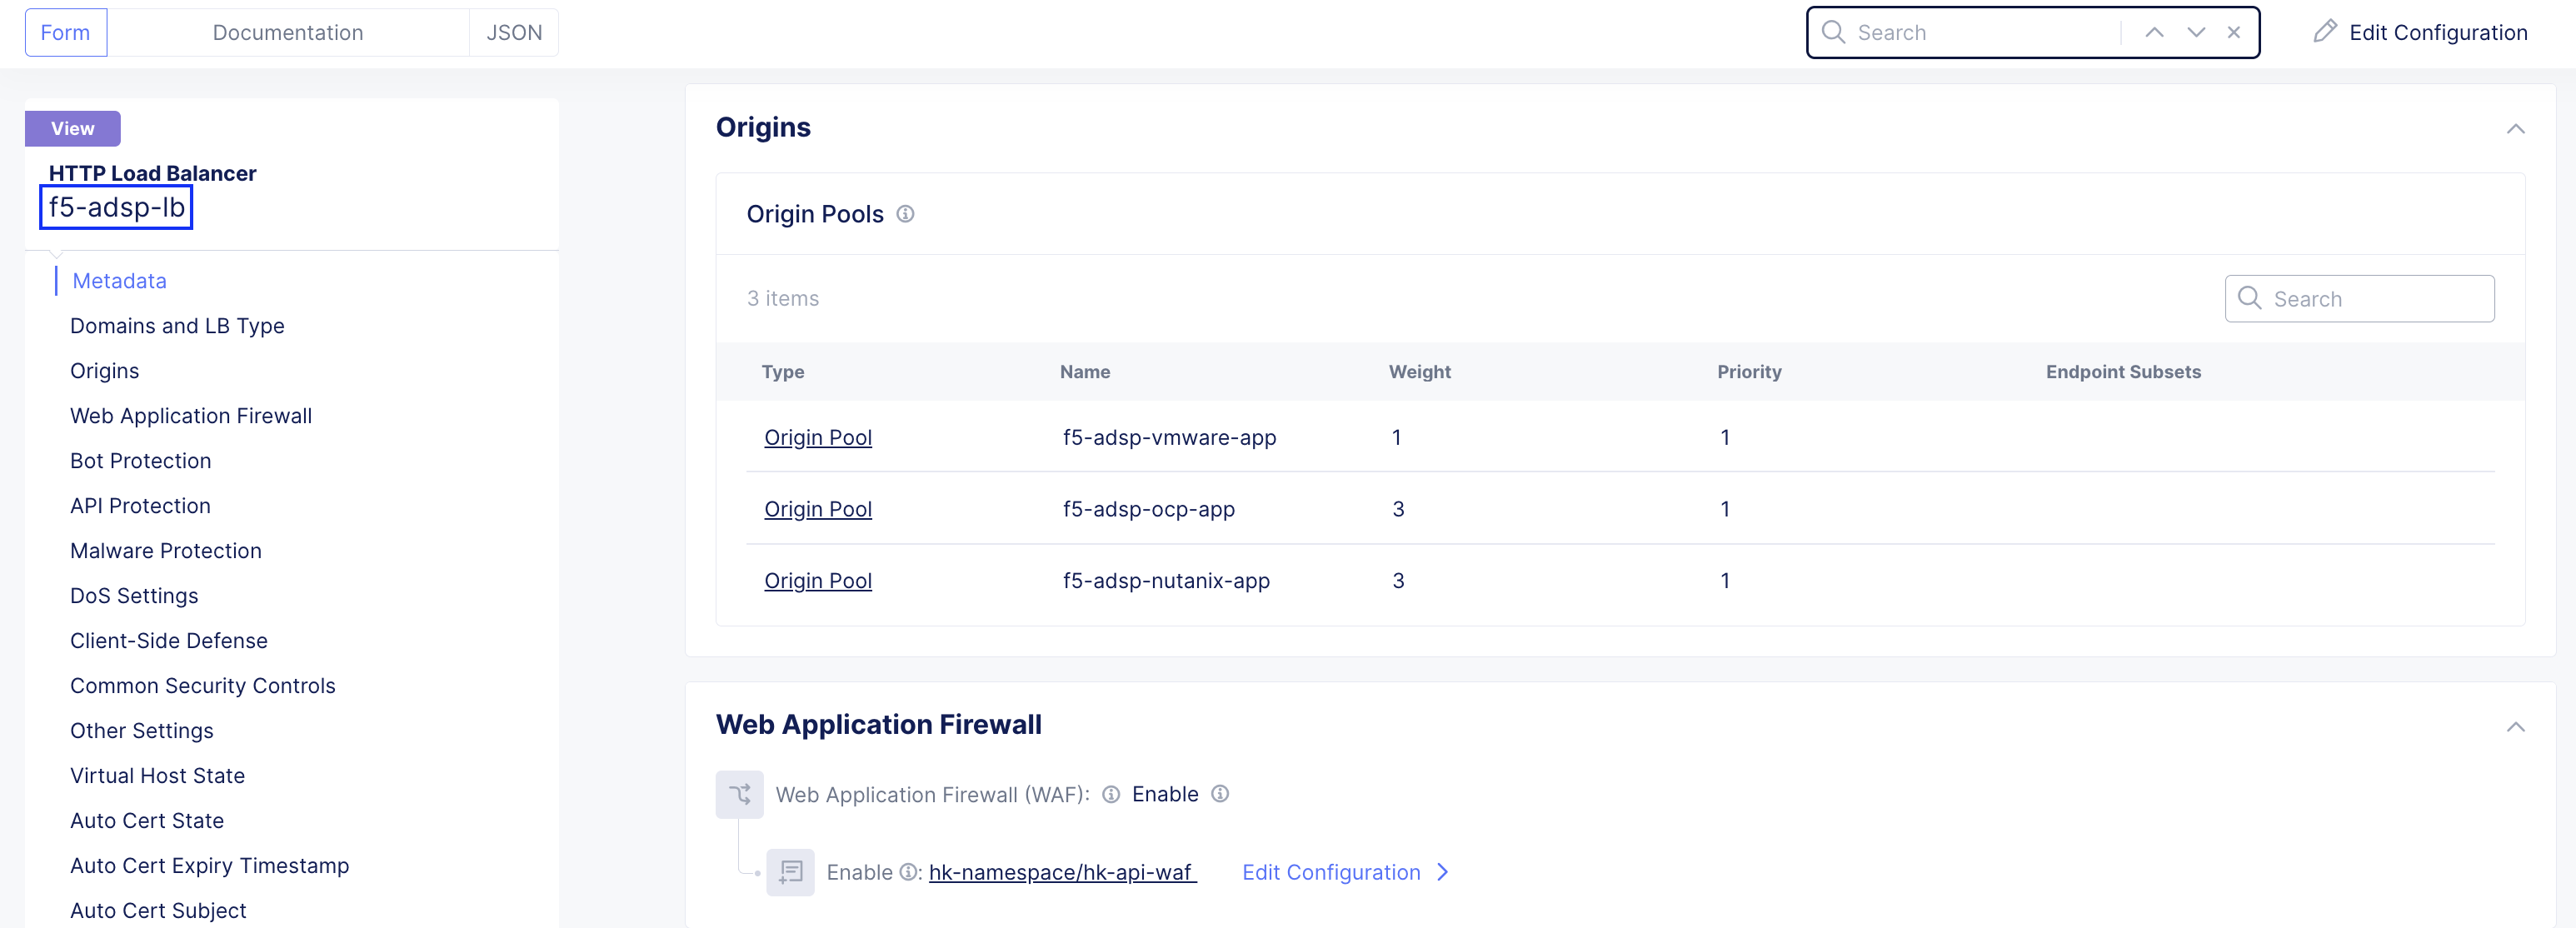 Form
Documentation
JSON
Search
Edit Configuration
View
HTTP Load Balancer
f5-adsp-lb
Metadata
Domains and LB Type
Origins
Web Application Firewall
Bot Protection
API Protection
Malware Protection
DoS Settings
Client-Side Defense
Common Security Controls
Other Settings
Virtual Host State
Auto Cert State
Auto Cert Expiry Timestamp
Auto Cert Subject
Origins
Origin Pools
3 items
Search
Type Name Weight Priority Endpoint Subsets
Origin Pool f5-adsp-vmware-app 1 1
Origin Pool f5-adsp-ocp-app 3 1
Origin Pool f5-adsp-nutanix-app 3 1
Web Application Firewall
Web Application Firewall (WAF): Enable
Enable : hk-namespace/hk-api-waf Edit Configuration